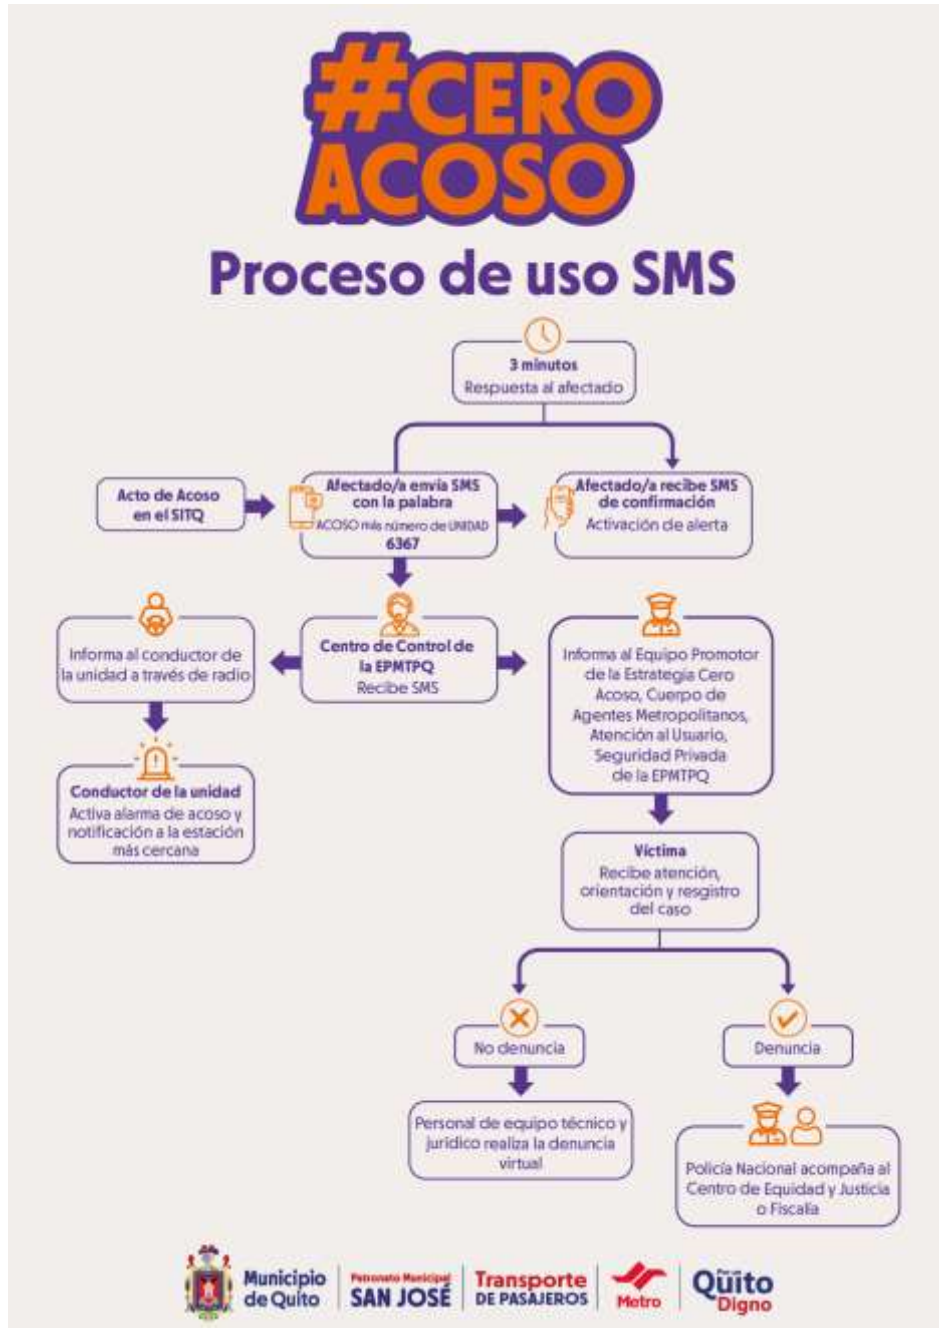 #CERO
ACOSO
Proceso de uso SMS
3 minutos
Respuesta al afectado
Acto de Acoso
en el SITQ
Afectado/a envía SMS
con la palabra
ACOSO más número de UNIDAD
6367
Afectado/a recibe SMS
de confirmación
Activación de alerta
Informa al conductor de
la unidad a través de radio
Centro de Control de
la EPMTPQ
Recibe SMS
Informa al Equipo Promotor
de la Estrategia Cero
Acoso, Cuerpo de
Agentes Metropolitanos,
Atención al Usuario,
Seguridad Privada
de la EPMTPQ
Conductor de la unidad
Activa alarma de acoso y
notificación a la estación
más cercana
Víctima
Recibe atención,
orientación y resgistro
del caso
No denuncia
Denuncia
Personal de equipo técnico y
jurídico realiza la denuncia
virtual
Policía Nacional acompaña al
Centro de Equidad y Justicia
o Fiscalía
Municipio
de Quito
Patronato Municipal
SAN JOSÉ
Transporte
DE PASAJEROS
Metro
Por un
Quito
Digno